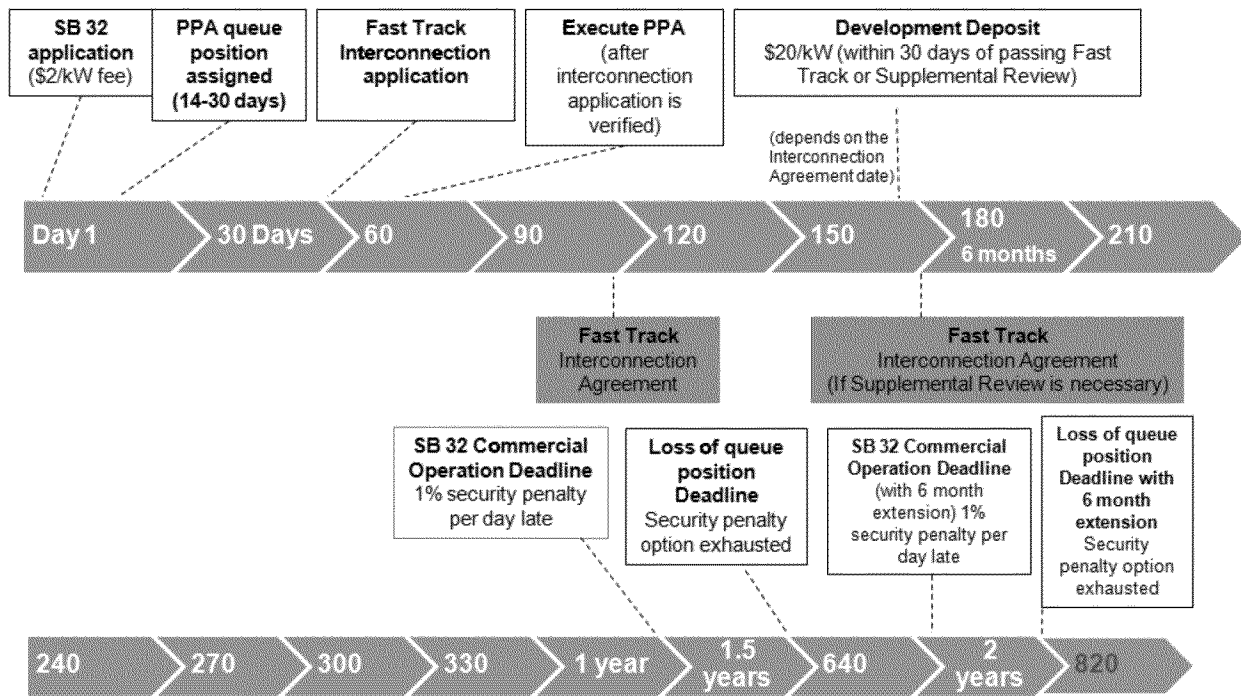 SB 32
application
($2/kW fee)
PPA queue
position
assigned
(14-30 days)
Fast Track
Interconnection
application
Execute PPA
(after
interconnection
application is
verified)
Development Deposit
$20/kW (within 30 days of passing Fast
Track or Supplemental Review)
(depends on the
Interconnection
Agreement date)
Day 1
30 Days
60
90
120
150
180
6 months
210
Fast Track
Interconnection
Agreement
Fast Track
Interconnection Agreement
(If Supplemental Review is necessary)
SB 32 Commercial
Operation Deadline
1% security penalty
per day late
Loss of queue
position
Deadline
Security penalty
option exhausted
SB 32 Commercial
Operation Deadline
(with 6 month
extension) 1%
security penalty per
day late
Loss of queue
position
Deadline with
6 month
extension
Security
penalty option
exhausted
240
270
300
330
1 year
1.5
years
640
2
years
820